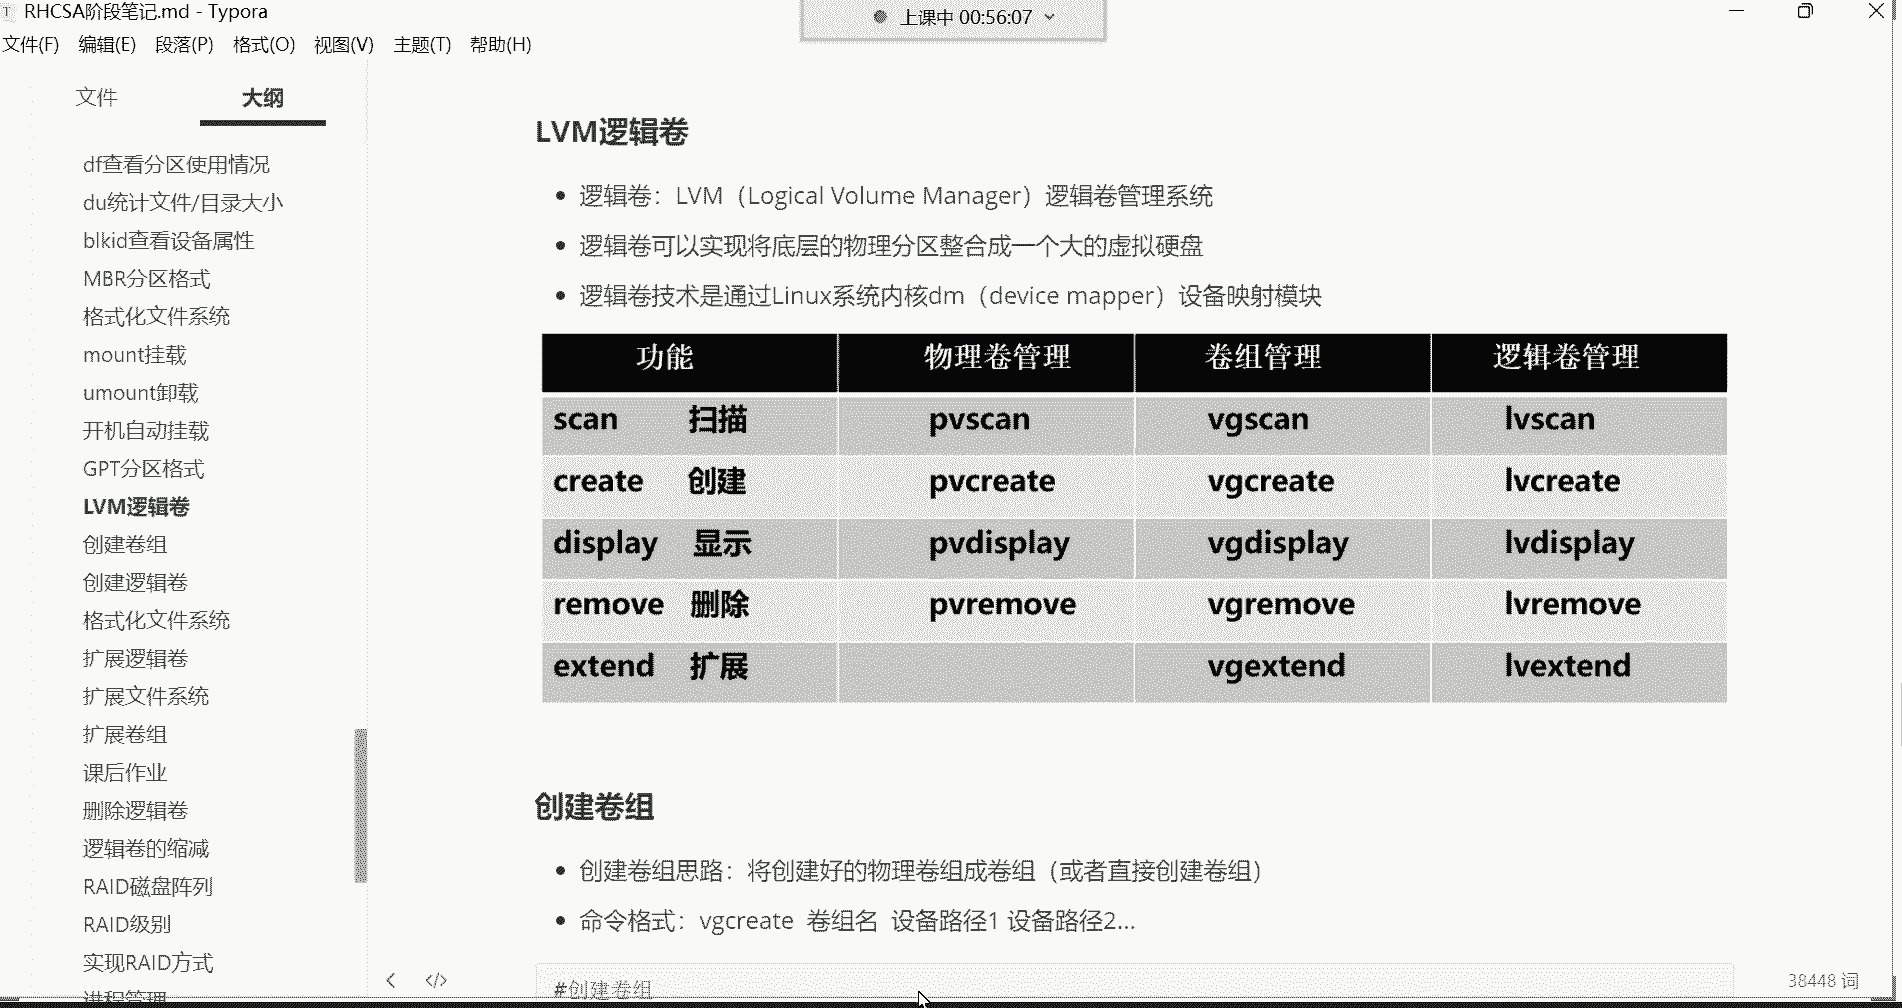 RHCSA阶段笔记.md - Typora
上课中 00:56:07
文件(F) 编辑(E) 段落(P) 格式(O) 视图(V) 主题(T) 帮助(H)
文件 大纲
df查看分区使用情况
du统计文件/目录大小
blkid查看设备属性
MBR分区格式
格式化文件系统
mount挂载
umount卸载
开机自动挂载
GPT分区格式
LVM逻辑卷
创建卷组
创建逻辑卷
格式化文件系统
扩展逻辑卷
扩展文件系统
扩展卷组
课后作业
删除逻辑卷
逻辑卷的缩减
RAID磁盘阵列
RAID级别
实现RAID方式
进程管理
LVM逻辑卷
逻辑卷：LVM（Logical Volume Manager）逻辑卷管理系统
逻辑卷可以实现将底层的物理分区整合成一个大的虚拟硬盘
逻辑卷技术是通过Linux系统内核dm（device mapper）设备映射模块
功能 物理卷管理 卷组管理 逻辑卷管理
scan 扫描 pvscan vgscan lvscan
create 创建 pvcreate vgcreate lvcreate
display 显示 pvdisplay vgdisplay lvdisplay
remove 删除 pvremove vgremove lvremove
extend 扩展 vgextend lvextend
创建卷组
创建卷组思路：将创建好的物理卷组成卷组（或者直接创建卷组）
命令格式：vgcreate 卷组名 设备路径1 设备路径2...
#创建卷组
38448 词